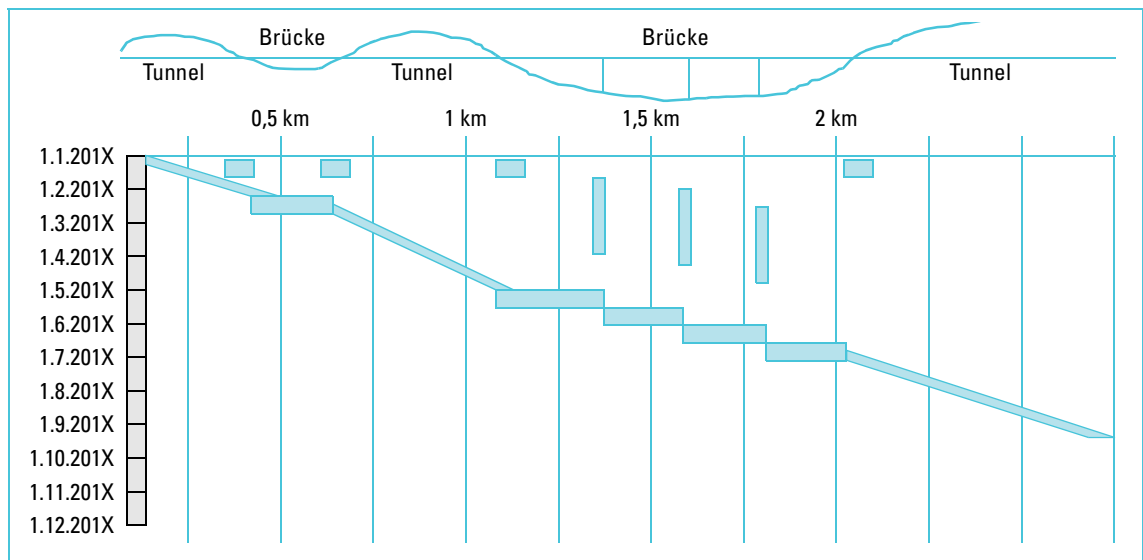 Brücke Brücke
Tunnel Tunnel Tunnel
0,5 km 1 km 1,5 km 2 km
1.1.201X
1.2.201X
1.3.201X
1.4.201X
1.5.201X
1.6.201X
1.7.201X
1.8.201X
1.9.201X
1.10.201X
1.11.201X
1.12.201X